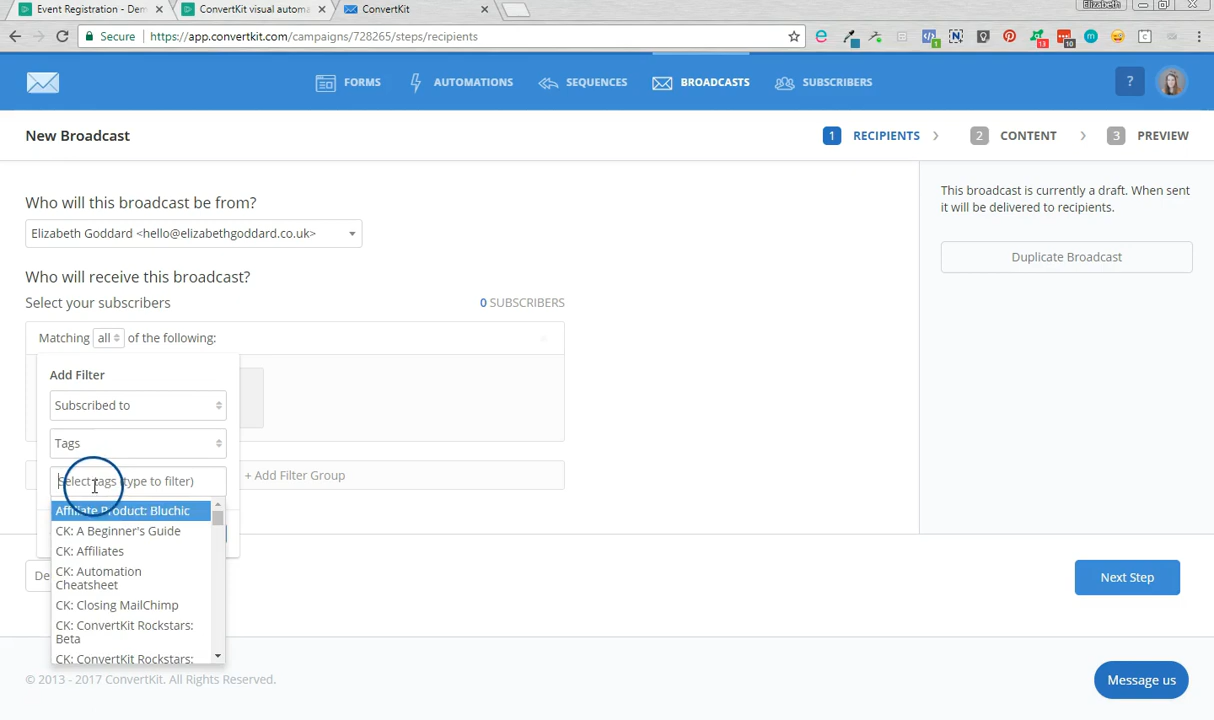 Elizabeth
Event Registration - Dem
ConvertKit visual automa
ConvertKit
Secure
https://app.convertkit.com/campaigns/728265/steps/recipients
1
13
10
FORMS
AUTOMATIONS
SEQUENCES
BROADCASTS
SUBSCRIBERS
?
New Broadcast
1 RECIPIENTS
2 CONTENT
3 PREVIEW
Who will this broadcast be from?
Elizabeth Goddard <hello@elizabethgoddard.co.uk>
Who will receive this broadcast?
Select your subscribers
0 SUBSCRIBERS
Matching all of the following:
Add Filter
Subscribed to
Tags
Select tags (type to filter)
+ Add Filter Group
Affiliate Product: Bluchic
CK: A Beginner's Guide
CK: Affiliates
CK: Automation
Cheatsheet
CK: Closing MailChimp
CK: ConvertKit Rockstars:
Beta
CK: ConvertKit Rockstars:
De
This broadcast is currently a draft. When sent
it will be delivered to recipients.
Duplicate Broadcast
Next Step
© 2013 - 2017 ConvertKit. All Rights Reserved.
Message us